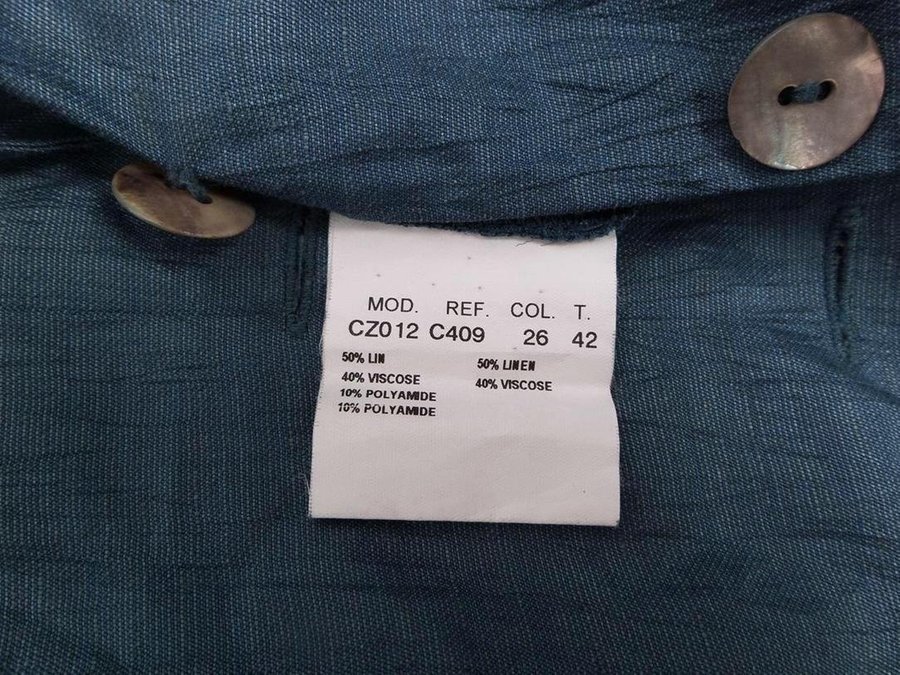 MOD. REF. COL. T.
CZ012 C409 26 42
50% LIN 50% LINEN
40% VISCOSE 40% VISCOSE
10% POLYAMIDE
10% POLYAMIDE